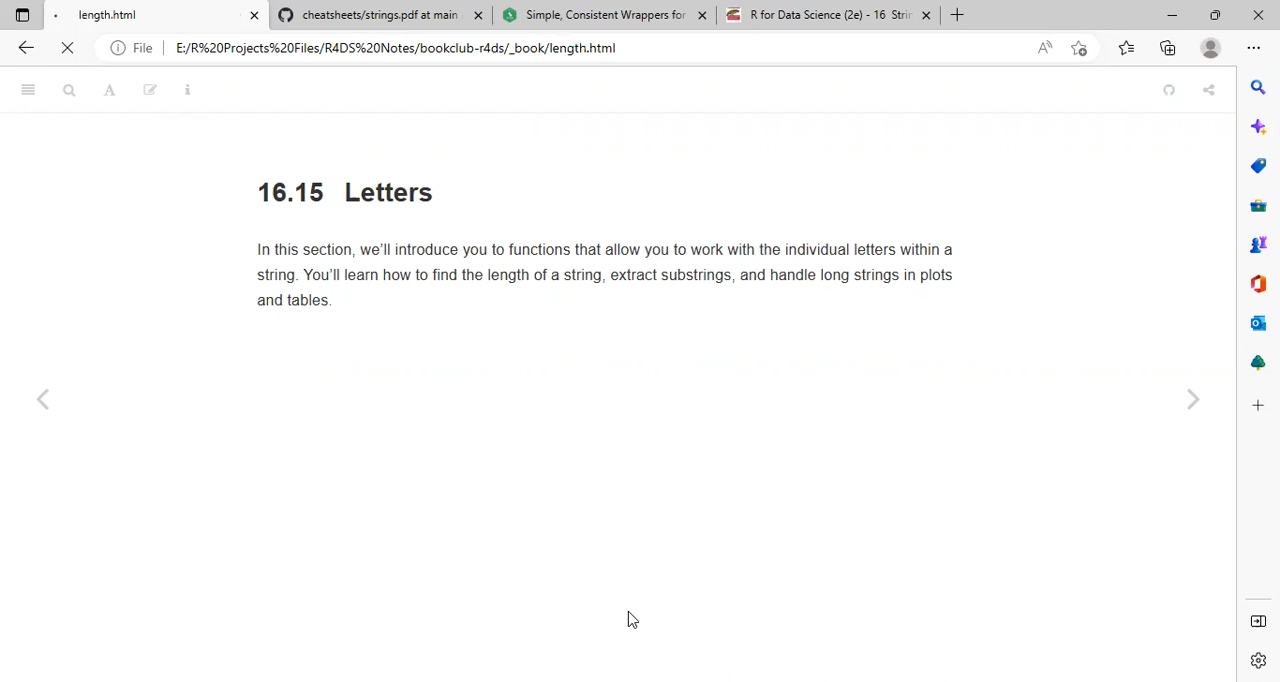 length.html
cheatsheets/strings.pdf at main
Simple, Consistent Wrappers for
R for Data Science (2e) - 16 Strin
File
E:/R%20Projects%20Files/R4DS%20Notes/bookclub-r4ds/_book/length.html
16.15 Letters
In this section, we’ll introduce you to functions that allow you to work with the individual letters within a
string. You’ll learn how to find the length of a string, extract substrings, and handle long strings in plots
and tables.